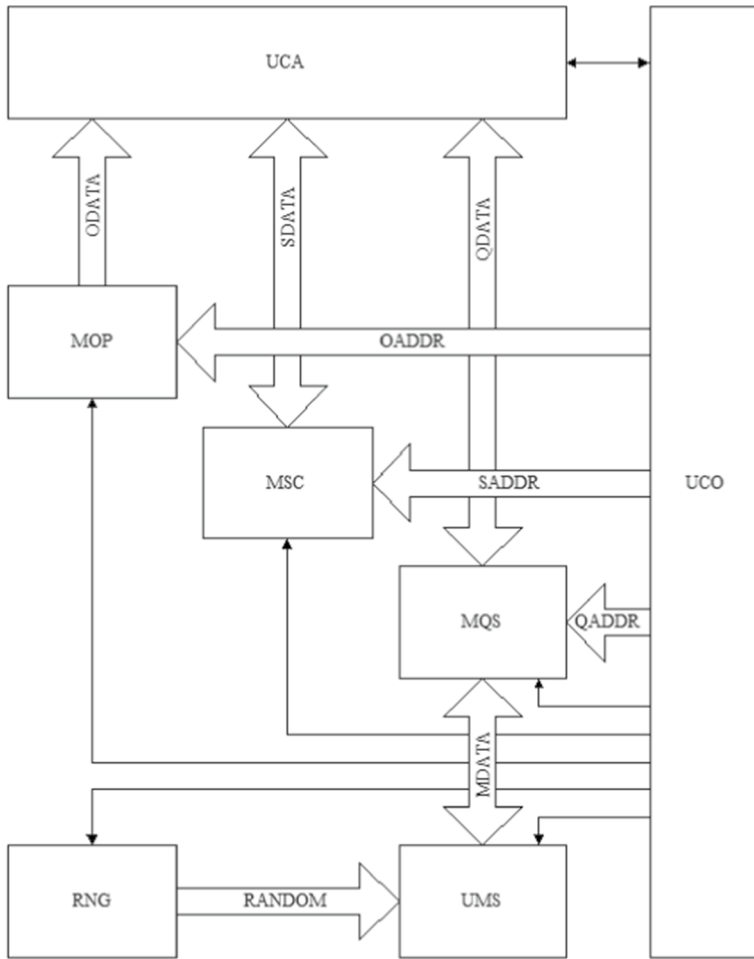 UCA
ODATA
SDATA
QDATA
MOP
OADDR
MSC
SADDR
UCO
MQS
QADDR
MDATA
RNG
RANDOM
UMS